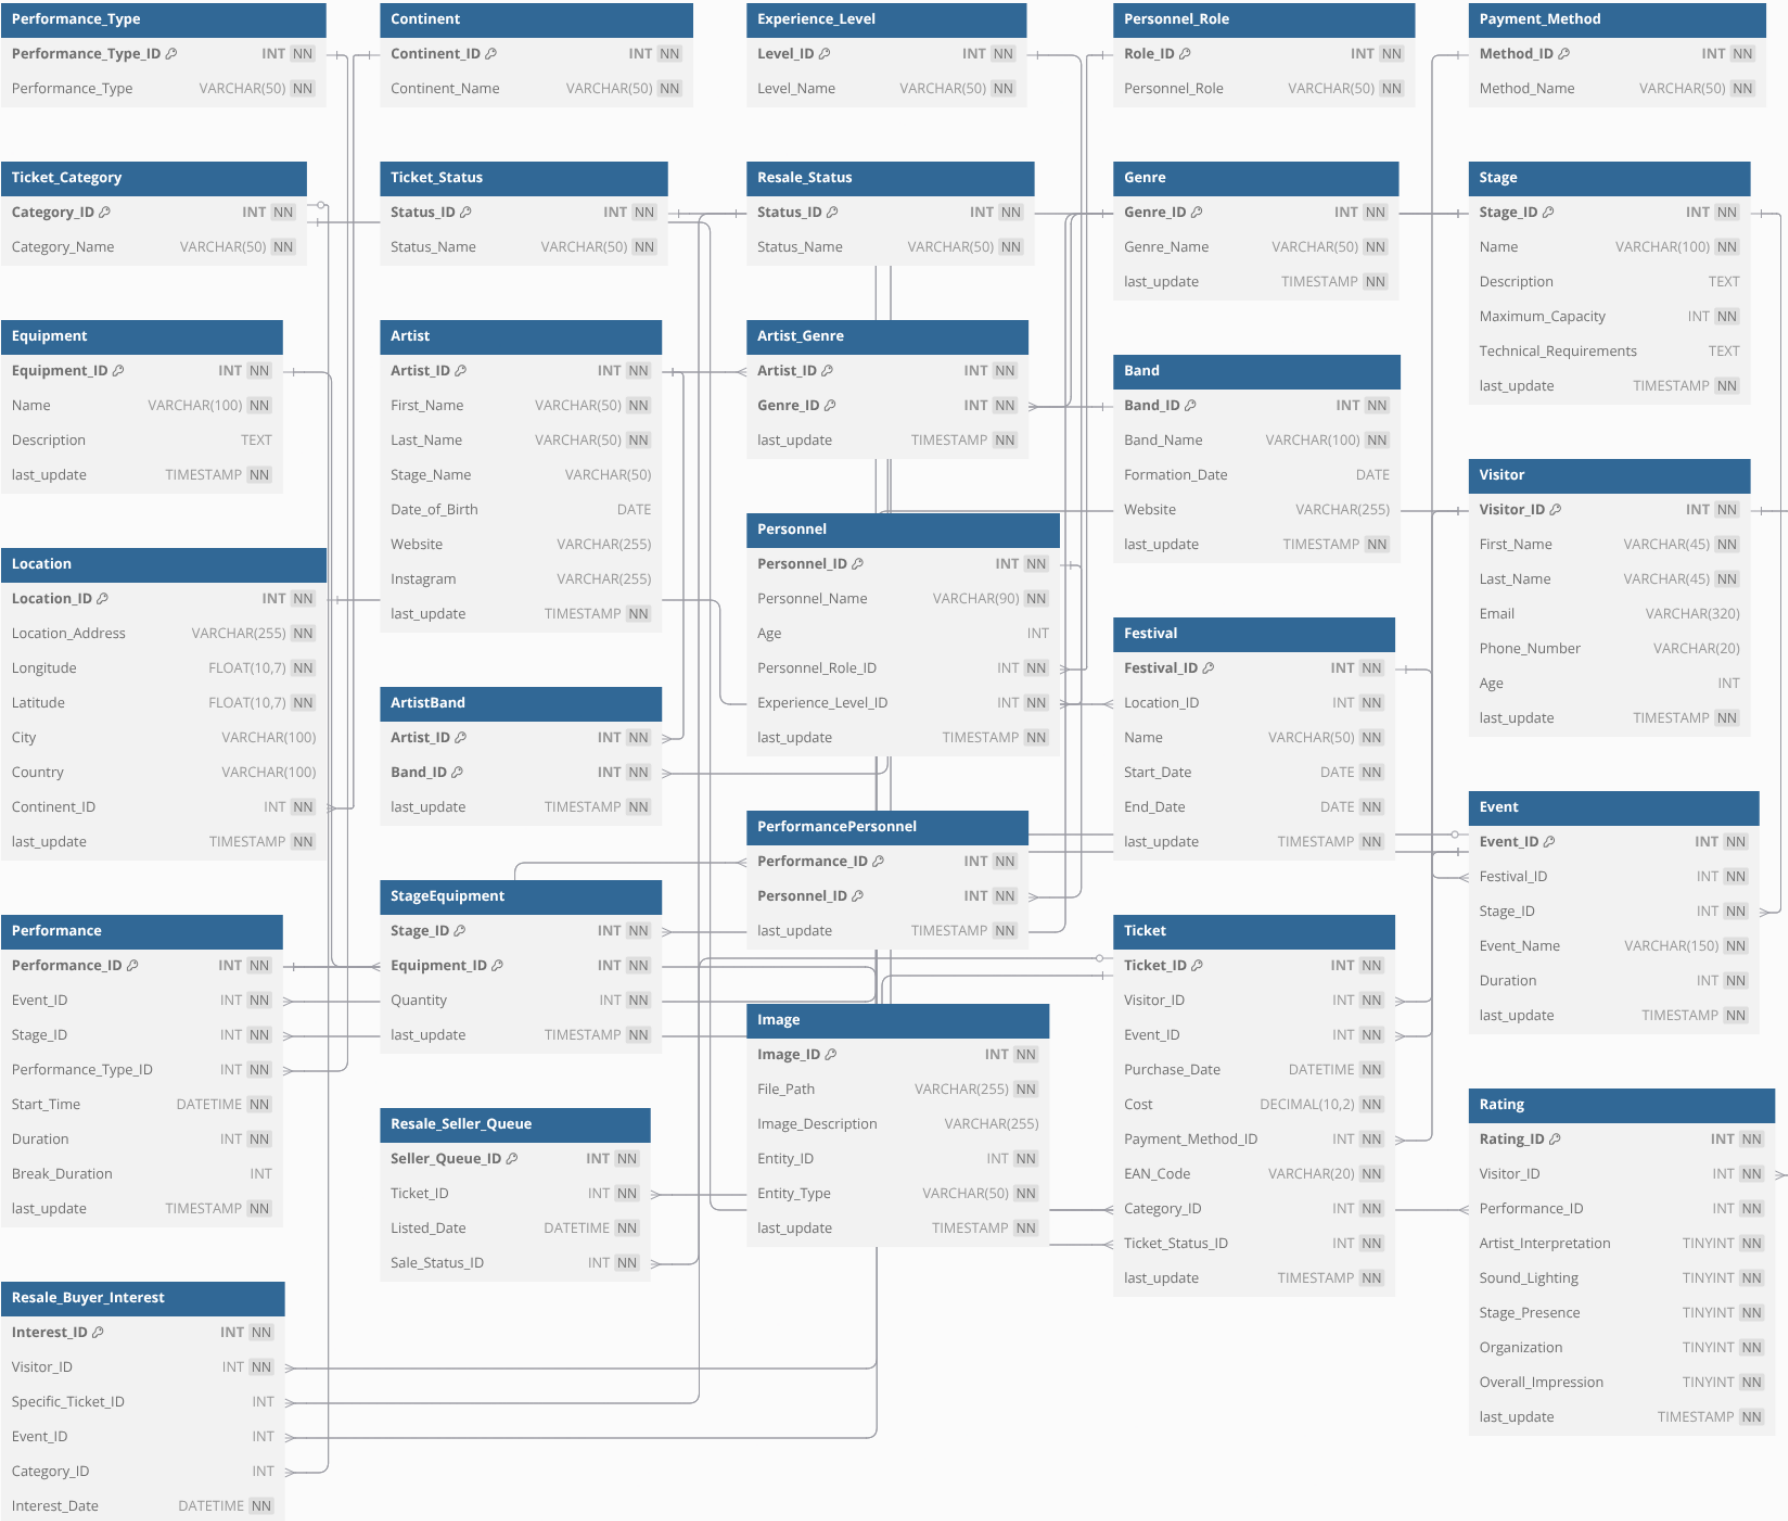 Performance_Type
Performance_Type_ID INT NN
Performance_Type VARCHAR(50) NN
Continent
Continent_ID INT NN
Continent_Name VARCHAR(50) NN
Experience_Level
Level_ID INT NN
Level_Name VARCHAR(50) NN
Personnel_Role
Role_ID INT NN
Personnel_Role VARCHAR(50) NN
Payment_Method
Method_ID INT NN
Method_Name VARCHAR(50) NN
Ticket_Category
Category_ID INT NN
Category_Name VARCHAR(50) NN
Ticket_Status
Status_ID INT NN
Status_Name VARCHAR(50) NN
Resale_Status
Status_ID INT NN
Status_Name VARCHAR(50) NN
Genre
Genre_ID INT NN
Genre_Name VARCHAR(50) NN
last_update TIMESTAMP NN
Stage
Stage_ID INT NN
Name VARCHAR(100) NN
Description TEXT
Maximum_Capacity INT NN
Technical_Requirements TEXT
last_update TIMESTAMP NN
Equipment
Equipment_ID INT NN
Name VARCHAR(100) NN
Description TEXT
last_update TIMESTAMP NN
Artist
Artist_ID INT NN
First_Name VARCHAR(50) NN
Last_Name VARCHAR(50) NN
Stage_Name VARCHAR(50)
Date_of_Birth DATE
Website VARCHAR(255)
Instagram VARCHAR(255)
last_update TIMESTAMP NN
Artist_Genre
Artist_ID INT NN
Genre_ID INT NN
last_update TIMESTAMP NN
Band
Band_ID INT NN
Band_Name VARCHAR(100) NN
Formation_Date DATE
Website VARCHAR(255)
last_update TIMESTAMP NN
Visitor
Visitor_ID INT NN
First_Name VARCHAR(45) NN
Last_Name VARCHAR(45) NN
Email VARCHAR(320)
Phone_Number VARCHAR(20)
Age INT
last_update TIMESTAMP NN
Location
Location_ID INT NN
Location_Address VARCHAR(255) NN
Longitude FLOAT(10,7) NN
Latitude FLOAT(10,7) NN
City VARCHAR(100)
Country VARCHAR(100)
Continent_ID INT NN
last_update TIMESTAMP NN
ArtistBand
Artist_ID INT NN
Band_ID INT NN
last_update TIMESTAMP NN
Personnel
Personnel_ID INT NN
Personnel_Name VARCHAR(90) NN
Age INT
Personnel_Role_ID INT NN
Experience_Level_ID INT NN
last_update TIMESTAMP NN
Festival
Festival_ID INT NN
Location_ID INT NN
Name VARCHAR(50) NN
Start_Date DATE NN
End_Date DATE NN
last_update TIMESTAMP NN
Event
Event_ID INT NN
Festival_ID INT NN
Stage_ID INT NN
Event_Name VARCHAR(150) NN
Duration INT NN
last_update TIMESTAMP NN
Performance
Performance_ID INT NN
Event_ID INT NN
Stage_ID INT NN
Performance_Type_ID INT NN
Start_Time DATETIME NN
Duration INT NN
Break_Duration INT
last_update TIMESTAMP NN
StageEquipment
Stage_ID INT NN
Equipment_ID INT NN
Quantity INT NN
last_update TIMESTAMP NN
PerformancePersonnel
Performance_ID INT NN
Personnel_ID INT NN
last_update TIMESTAMP NN
Ticket
Ticket_ID INT NN
Visitor_ID INT NN
Event_ID INT NN
Purchase_Date DATETIME NN
Cost DECIMAL(10,2) NN
Payment_Method_ID INT NN
EAN_Code VARCHAR(20) NN
Category_ID INT NN
Ticket_Status_ID INT NN
last_update TIMESTAMP NN
Image
Image_ID INT NN
File_Path VARCHAR(255) NN
Image_Description VARCHAR(255)
Entity_ID INT NN
Entity_Type VARCHAR(50) NN
last_update TIMESTAMP NN
Rating
Rating_ID INT NN
Visitor_ID INT NN
Performance_ID INT NN
Artist_Interpretation TINYINT NN
Sound_Lighting TINYINT NN
Stage_Presence TINYINT NN
Organization TINYINT NN
Overall_Impression TINYINT NN
last_update TIMESTAMP NN
Resale_Seller_Queue
Seller_Queue_ID INT NN
Ticket_ID INT NN
Listed_Date DATETIME NN
Sale_Status_ID INT NN
Resale_Buyer_Interest
Interest_ID INT NN
Visitor_ID INT NN
Specific_Ticket_ID INT
Event_ID INT
Category_ID INT
Interest_Date DATETIME NN